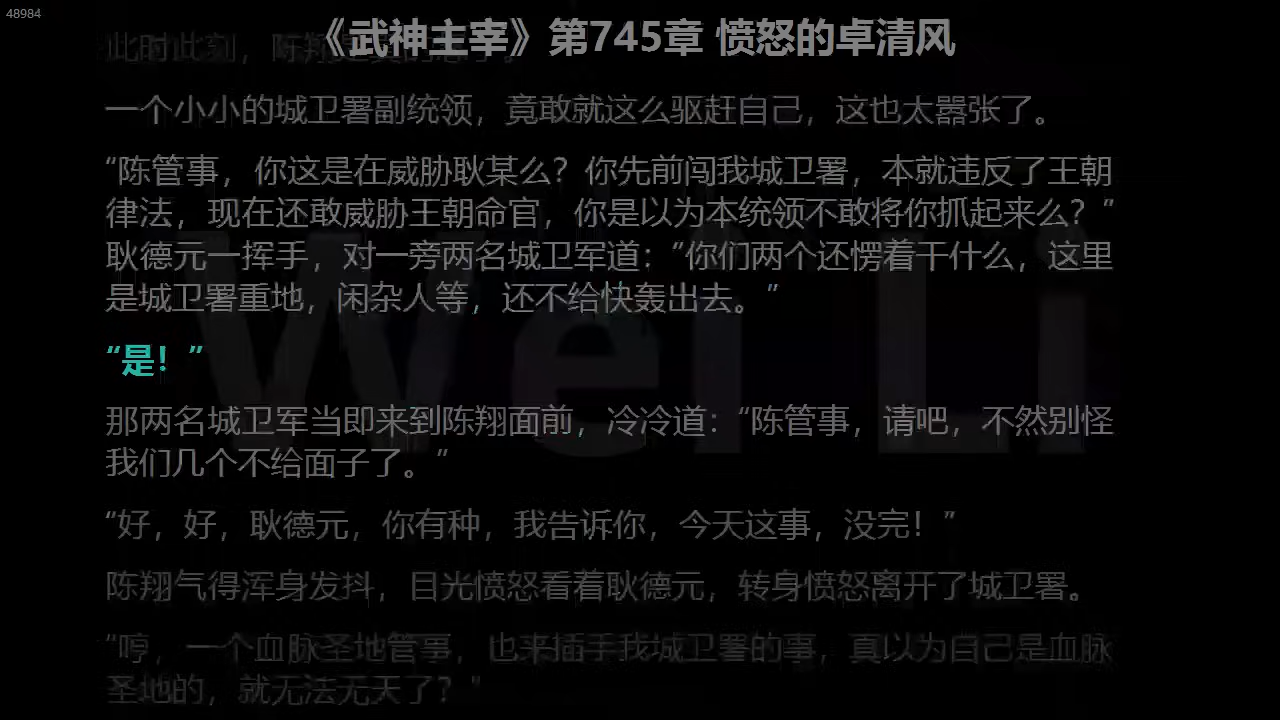 48984
《武神主宰》第745章 愤怒的卓清风
此时此刻，陈翔是真的怒了。
一个小小的城卫署副统领，竟敢就这么驱赶自己，这也太嚣张了。
“陈管事，你这是在威胁耿某么？你先前闯我城卫署，本就违反了王朝
律法，现在还敢威胁王朝命官，你是以为本统领不敢将你抓起来么？”
耿德元一挥手，对一旁两名城卫军道：“你们两个还愣着干什么，这里
是城卫署重地，闲杂人等，还不给快轰出去。”
“是！”
那两名城卫军当即来到陈翔面前，冷冷道：“陈管事，请吧，不然别怪
我们几个不给面子了。”
“好，好，耿德元，你有种，我告诉你，今天这事，没完！”
陈翔气得浑身发抖，目光愤怒看着耿德元，转身愤怒离开了城卫署。
“哼，一个血脉圣地管事，也来插手我城卫署的事，真以为自己是血脉
圣地的，就无法无天了？”
Wei Li